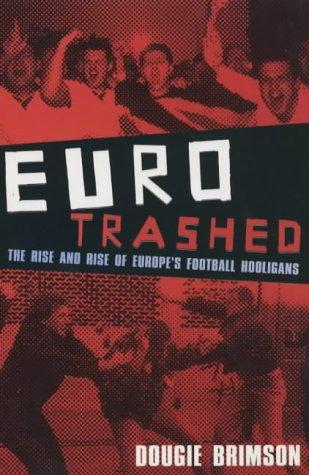 EURO
TRASHED
THE RISE AND RISE OF EUROPE'S FOOTBALL HOOLIGANS
DOUGIE BRIMSON